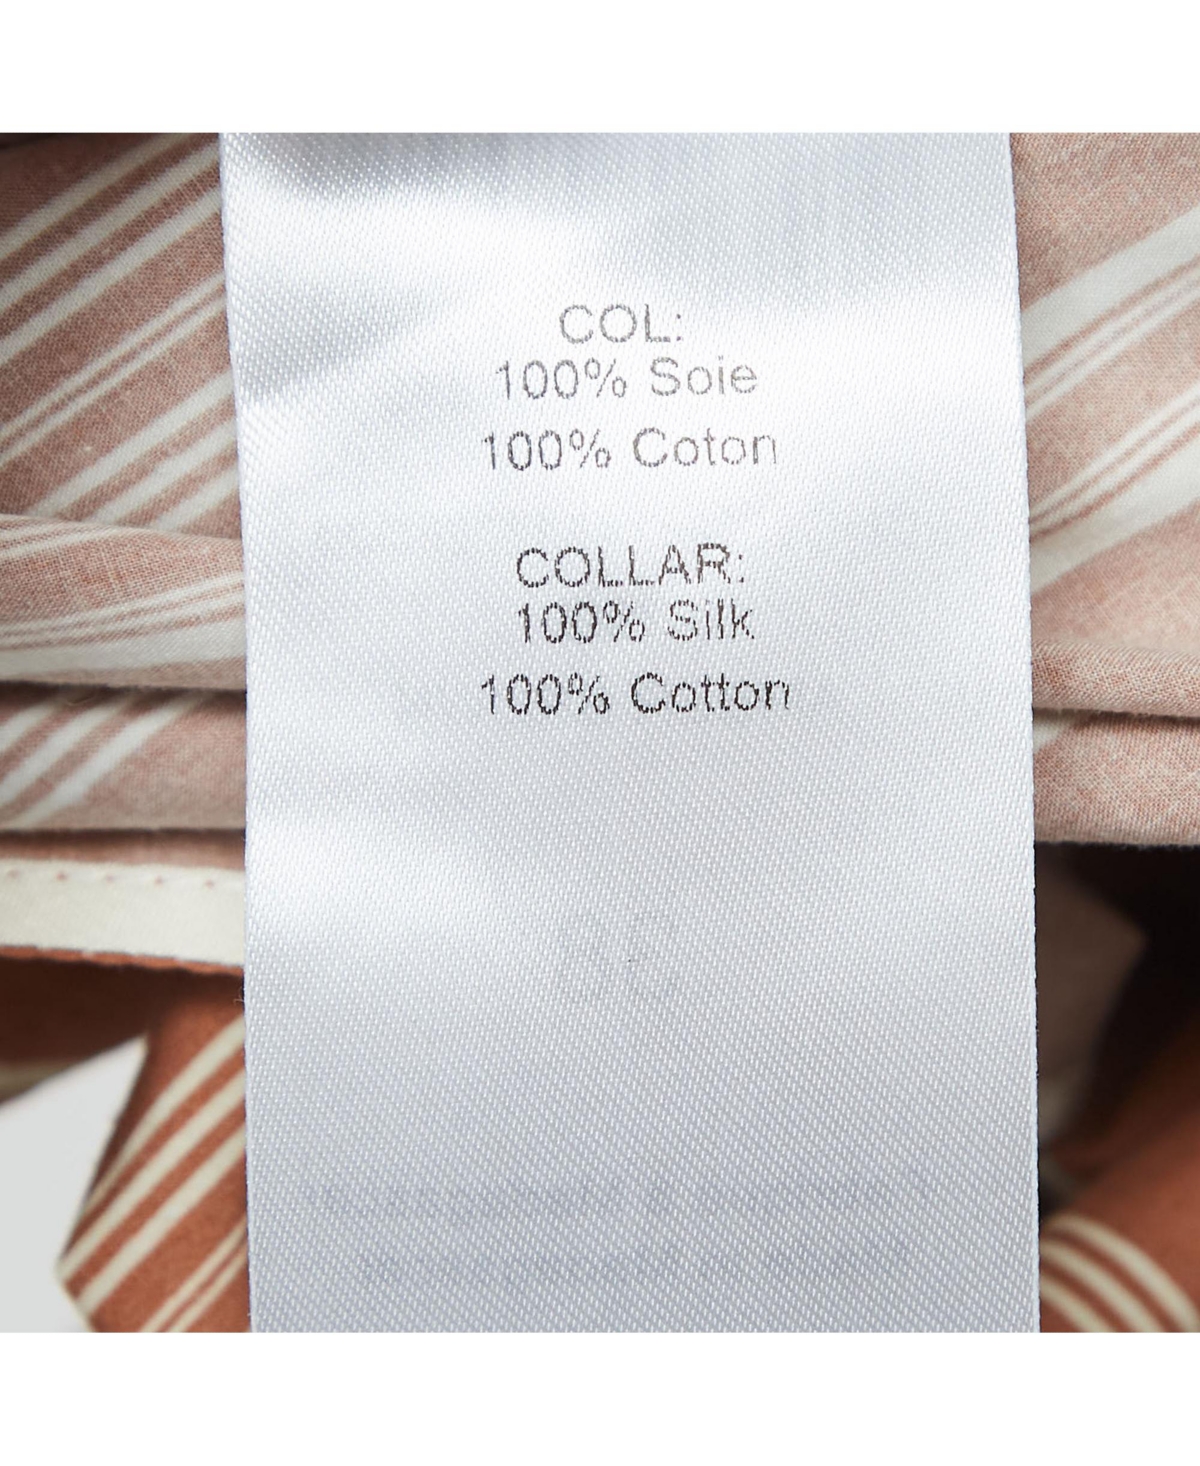 COL:
100% Soie
100% Coton
COLLAR:
100% Silk
100% Cotton